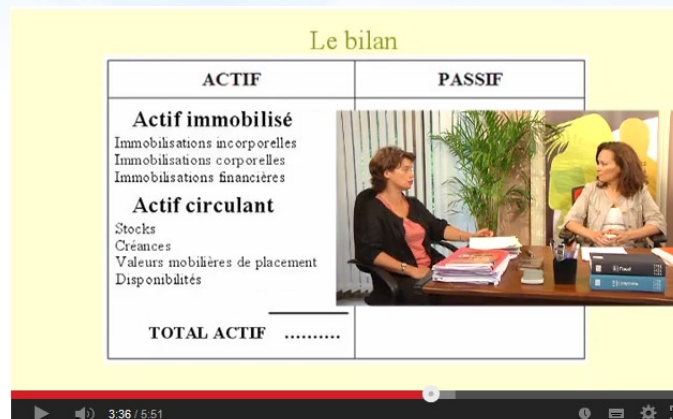 Le bilan
ACTIF
PASSIF
Actif immobilisé
Immobilisations incorporelles
Immobilisations corporelles
Immobilisations financières
Actif circulant
Stocks
Créances
Valeurs mobilières de placement
Disponibilités
TOTAL ACTIF ..........
3:36 / 5:51